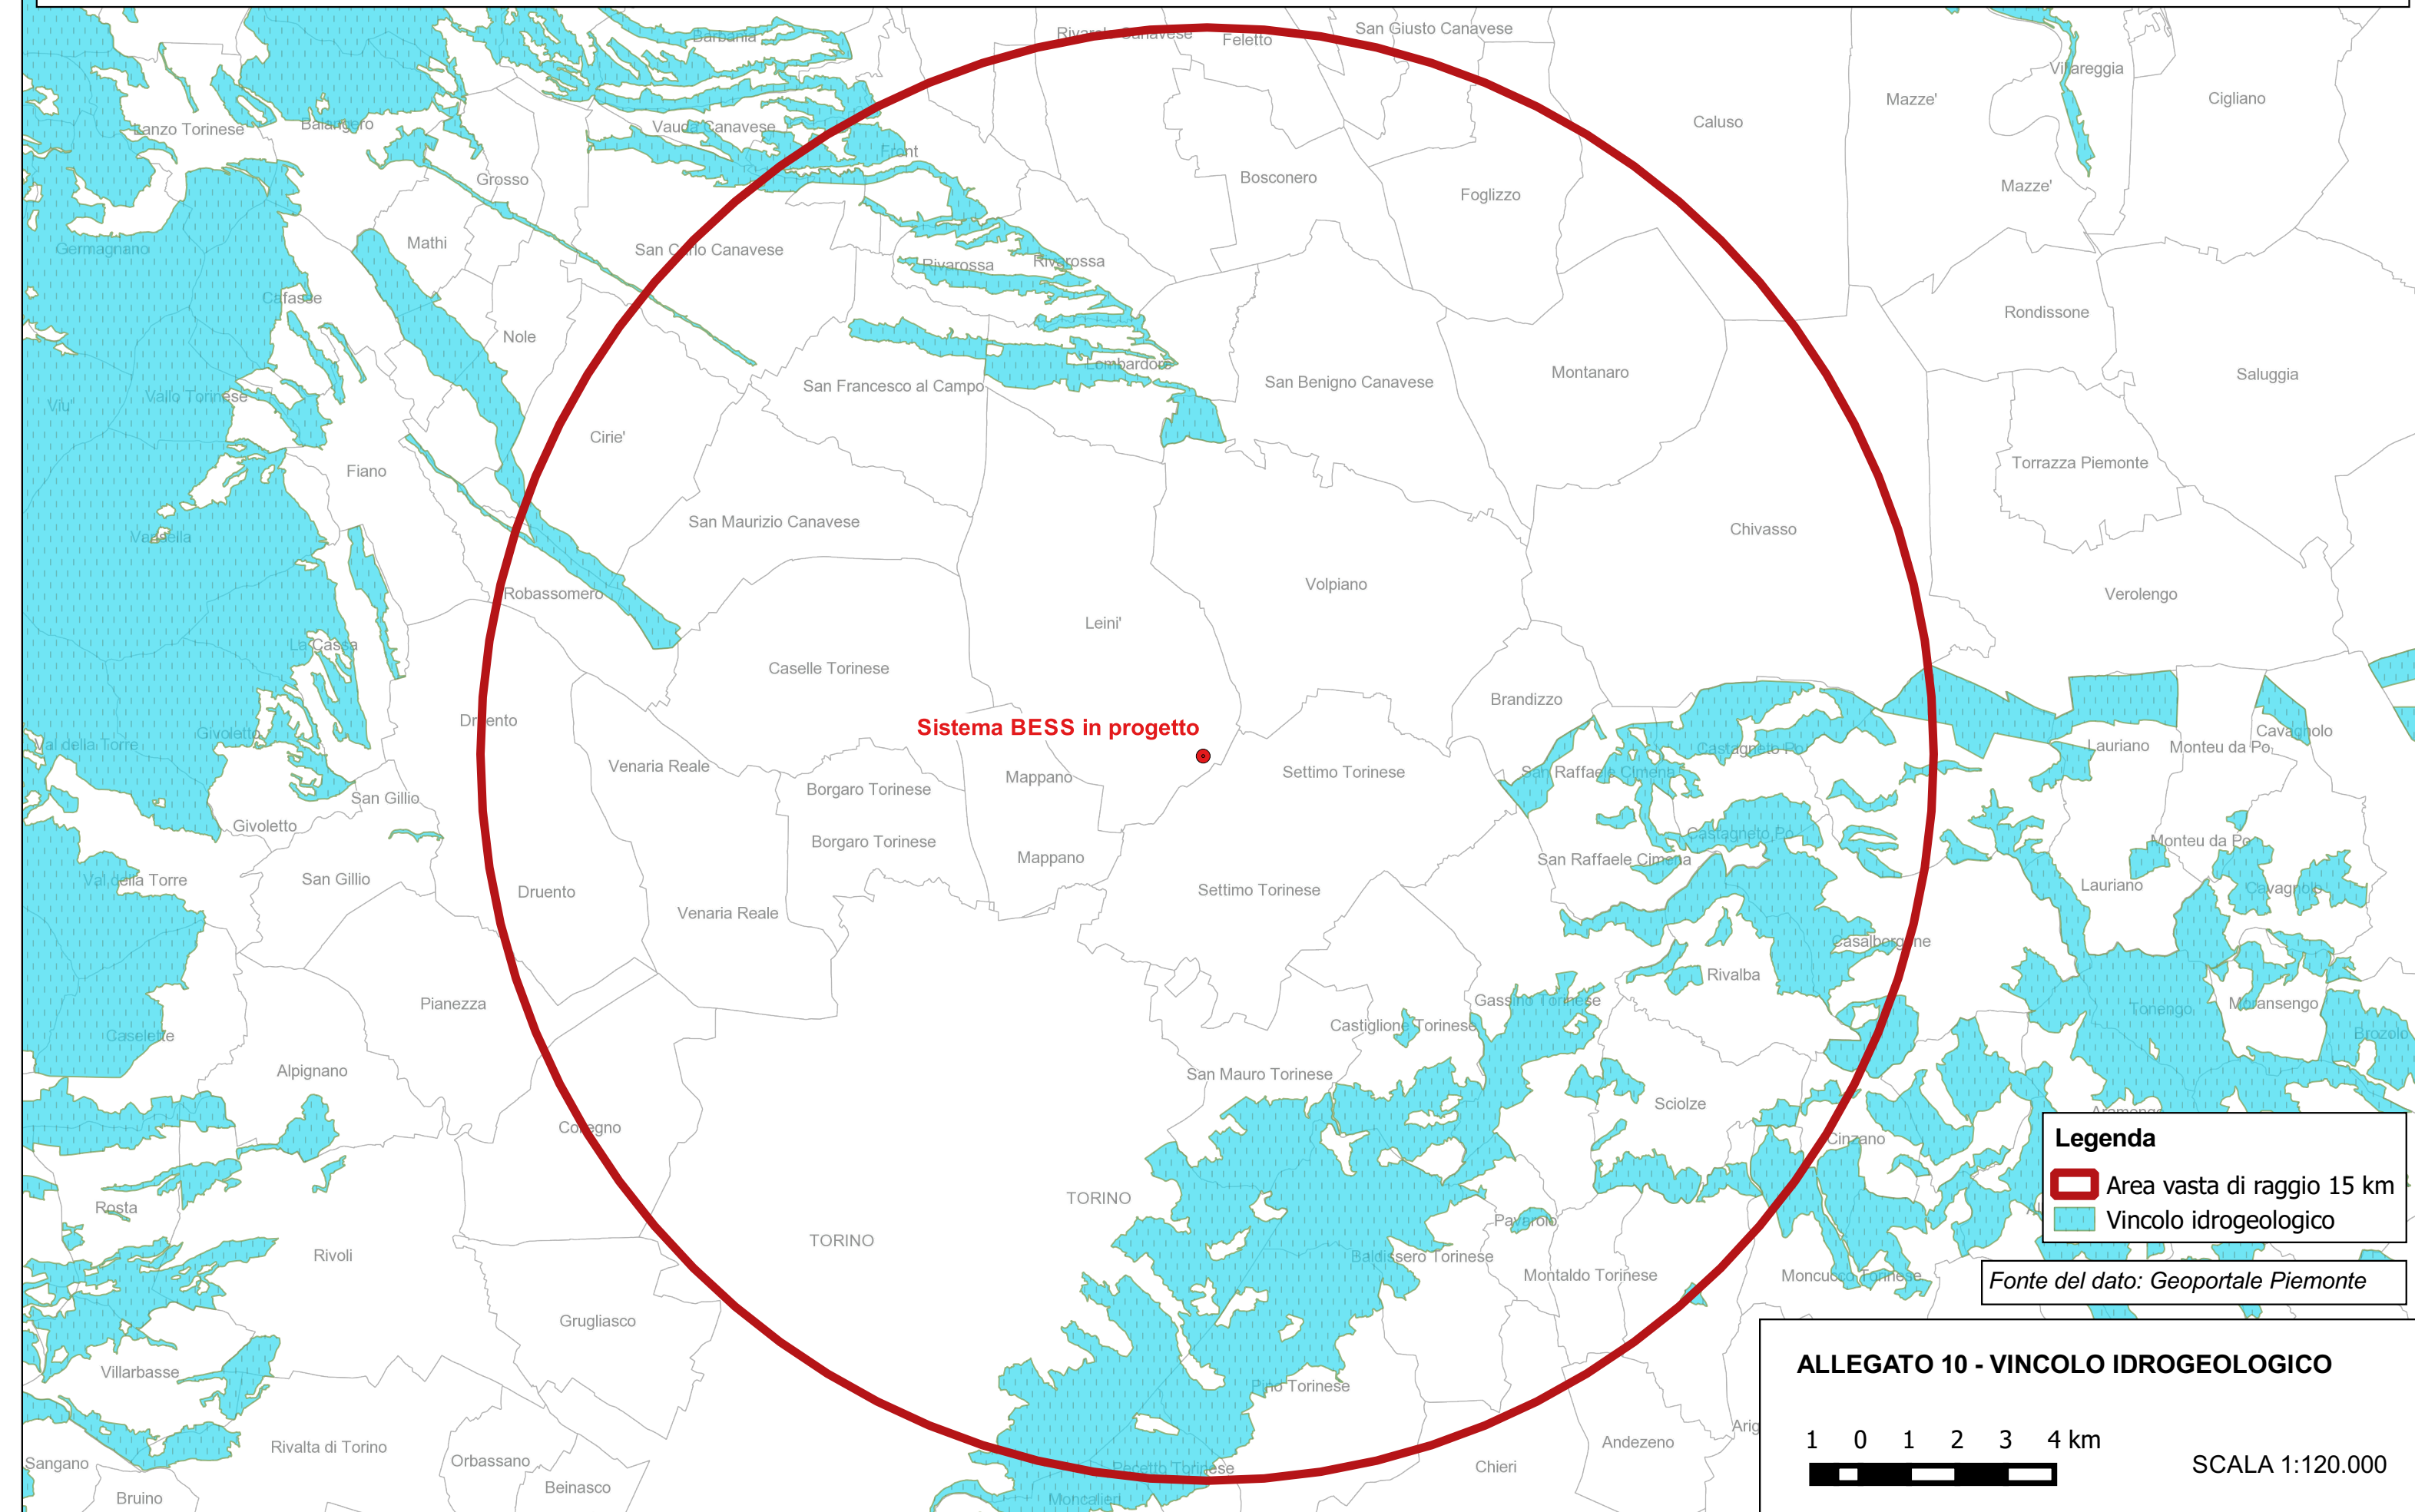 Barbania
Rivarolo Canavese
Feletto
San Giusto Canavese
Villareggia
Mazze'
Cigliano
Lanzo Torinese
Balangero
Vauda Canavese
Front
Caluso
Grosso
Bosconero
Foglizzo
Mazze'
Germagnano
Mathi
San Carlo Canavese
Rivarossa
Rivarossa
Cafasse
Nole
Rondissone
Viu'
Vallo Torinese
San Francesco al Campo
Lombardore
San Benigno Canavese
Montanaro
Saluggia
Cirie'
Fiano
Torrazza Piemonte
Varisella
San Maurizio Canavese
Chivasso
Robassomero
Volpiano
Verolengo
La Cassa
Leini'
Caselle Torinese
Brandizzo
Druento
Sistema BESS in progetto
Val della Torre
Givoletto
Castagneto Po
Lauriano
Monteu da Po
Cavagnolo
Venaria Reale
Borgaro Torinese
Mappano
Settimo Torinese
San Raffaele Cimena
San Gillio
Givoletto
Borgaro Torinese
Mappano
Castagneto Po
San Raffaele Cimena
Monteu da Po
Val della Torre
San Gillio
Druento
Venaria Reale
Settimo Torinese
Lauriano
Cavagnolo
Casalborgone
Rivalba
Pianezza
Gassino Torinese
Tonengo
Moransengo
Caselette
Castiglione Torinese
Brozolo
Alpignano
San Mauro Torinese
Sciolze
Aramengo
Collegno
Cinzano
Legenda
Rosta
TORINO
Area vasta di raggio 15 km
Rivoli
TORINO
Pavarolo
Vincolo idrogeologico
Baldissero Torinese
Montaldo Torinese
Moncucco Torinese
Fonte del dato: Geoportale Piemonte
Grugliasco
Villarbasse
Pino Torinese
ALLEGATO 10 - VINCOLO IDROGEOLOGICO
Sangano
Rivalta di Torino
Orbassano
Andezeno
Arig
1 0 1 2 3 4 km
SCALA 1:120.000
Bruino
Beinasco
Pecetto Torinese
Moncalieri
Chieri